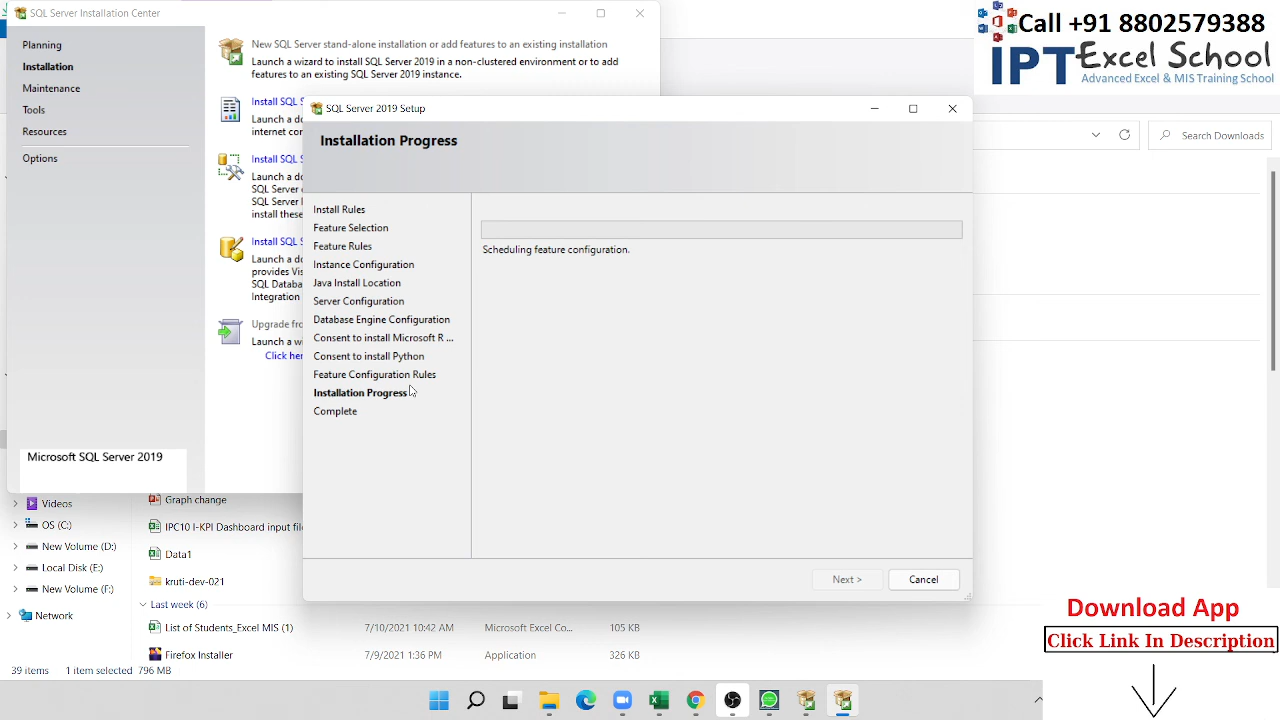 SQL Server Installation Center
Planning
Installation
Maintenance
Tools
Resources
Options
Microsoft SQL Server 2019
New SQL Server stand-alone installation or add features to an existing installation
Launch a wizard to install SQL Server 2019 in a non-clustered environment or to add
features to an existing SQL Server 2019 instance.
Install SQL S
Launch a do
internet con
Install SQL S
Launch a do
SQL Server
SQL Server
install these
Install SQL S
Launch a do
provides Vis
SQL Databa
Integration
Upgrade fro
Launch a wi
Click her
SQL Server 2019 Setup
Installation Progress
Install Rules
Feature Selection
Feature Rules
Instance Configuration
Java Install Location
Server Configuration
Database Engine Configuration
Consent to install Microsoft R ...
Consent to install Python
Feature Configuration Rules
Installation Progress
Complete
Scheduling feature configuration.
Next >
Cancel
Call +91 8802579388
IPT Excel School
Advanced Excel & MIS Training School
Search Downloads
Videos
OS (C:)
New Volume (D:)
Local Disk (E:)
New Volume (F:)
Network
Graph change
IPC10 I-KPI Dashboard input fil
Data1
kruti-dev-021
Last week (6)
List of Students_Excel MIS (1) 7/10/2021 10:42 AM Microsoft Excel Co... 105 KB
Firefox Installer 7/9/2021 1:36 PM Application 326 KB
39 items 1 item selected 796 MB
Download App
Click Link In Description